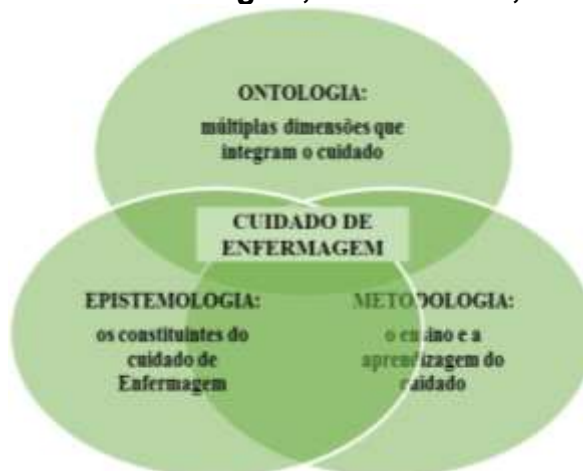 ONTOLOGIA:
múltiplas dimensões que
integram o cuidado
CUIDADO DE
ENFERMAGEM
EPISTEMOLOGIA:
os constituintes do
cuidado de
Enfermagem
METODOLOGIA:
o ensino e a
aprendizagem do
cuidado